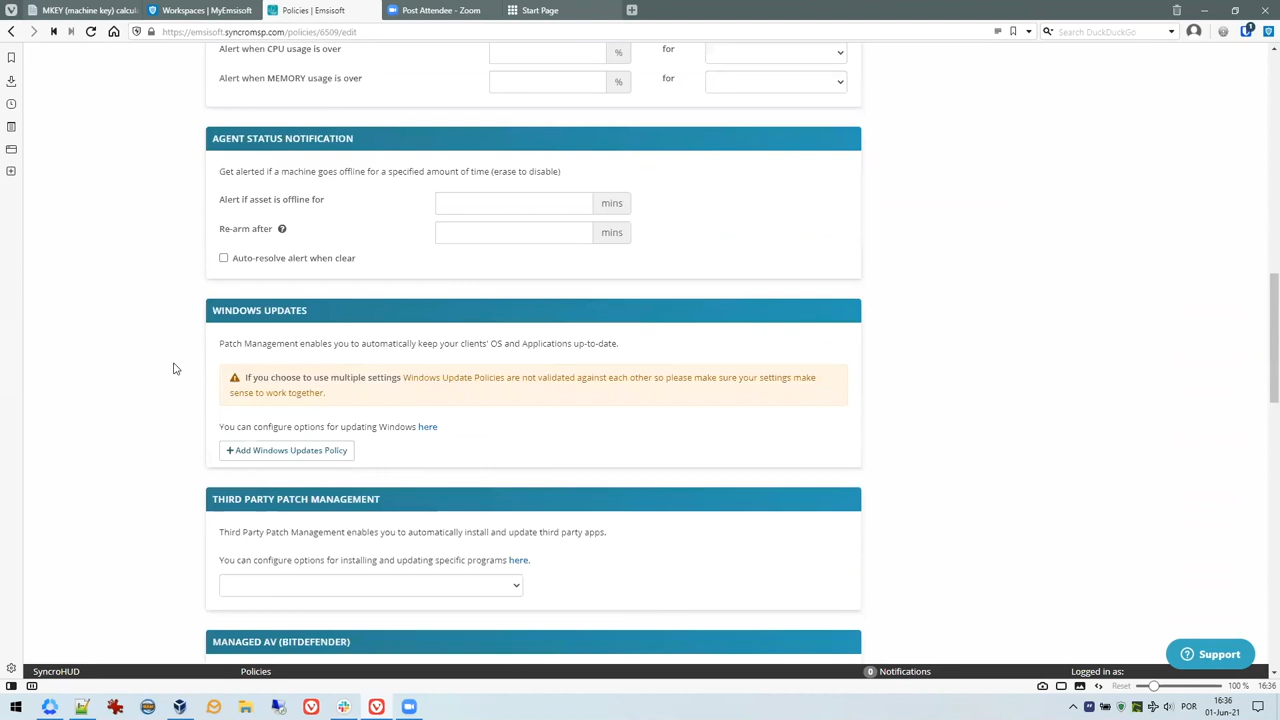 MKEY (machine key) calcul
Workspaces | MyEmsisoft
Policies | Emsisoft
Post Attendee - Zoom
Start Page
https://emsisoft.syncromsp.com/policies/6509/edit
Search DuckDuckGo
Alert when CPU usage is over % for
Alert when MEMORY usage is over % for
AGENT STATUS NOTIFICATION
Get alerted if a machine goes offline for a specified amount of time (erase to disable)
Alert if asset is offline for mins
Re-arm after mins
Auto-resolve alert when clear
WINDOWS UPDATES
Patch Management enables you to automatically keep your clients' OS and Applications up-to-date.
If you choose to use multiple settings Windows Update Policies are not validated against each other so please make sure your settings make
sense to work together.
You can configure options for updating Windows here
+ Add Windows Updates Policy
THIRD PARTY PATCH MANAGEMENT
Third Party Patch Management enables you to automatically install and update third party apps.
You can configure options for installing and updating specific programs here.
MANAGED AV (BITDEFENDER)
Support
SyncroHUD Policies 0 Notifications Logged in as:
Reset 100 % 16:36
POR
16:36
01-Jun-21